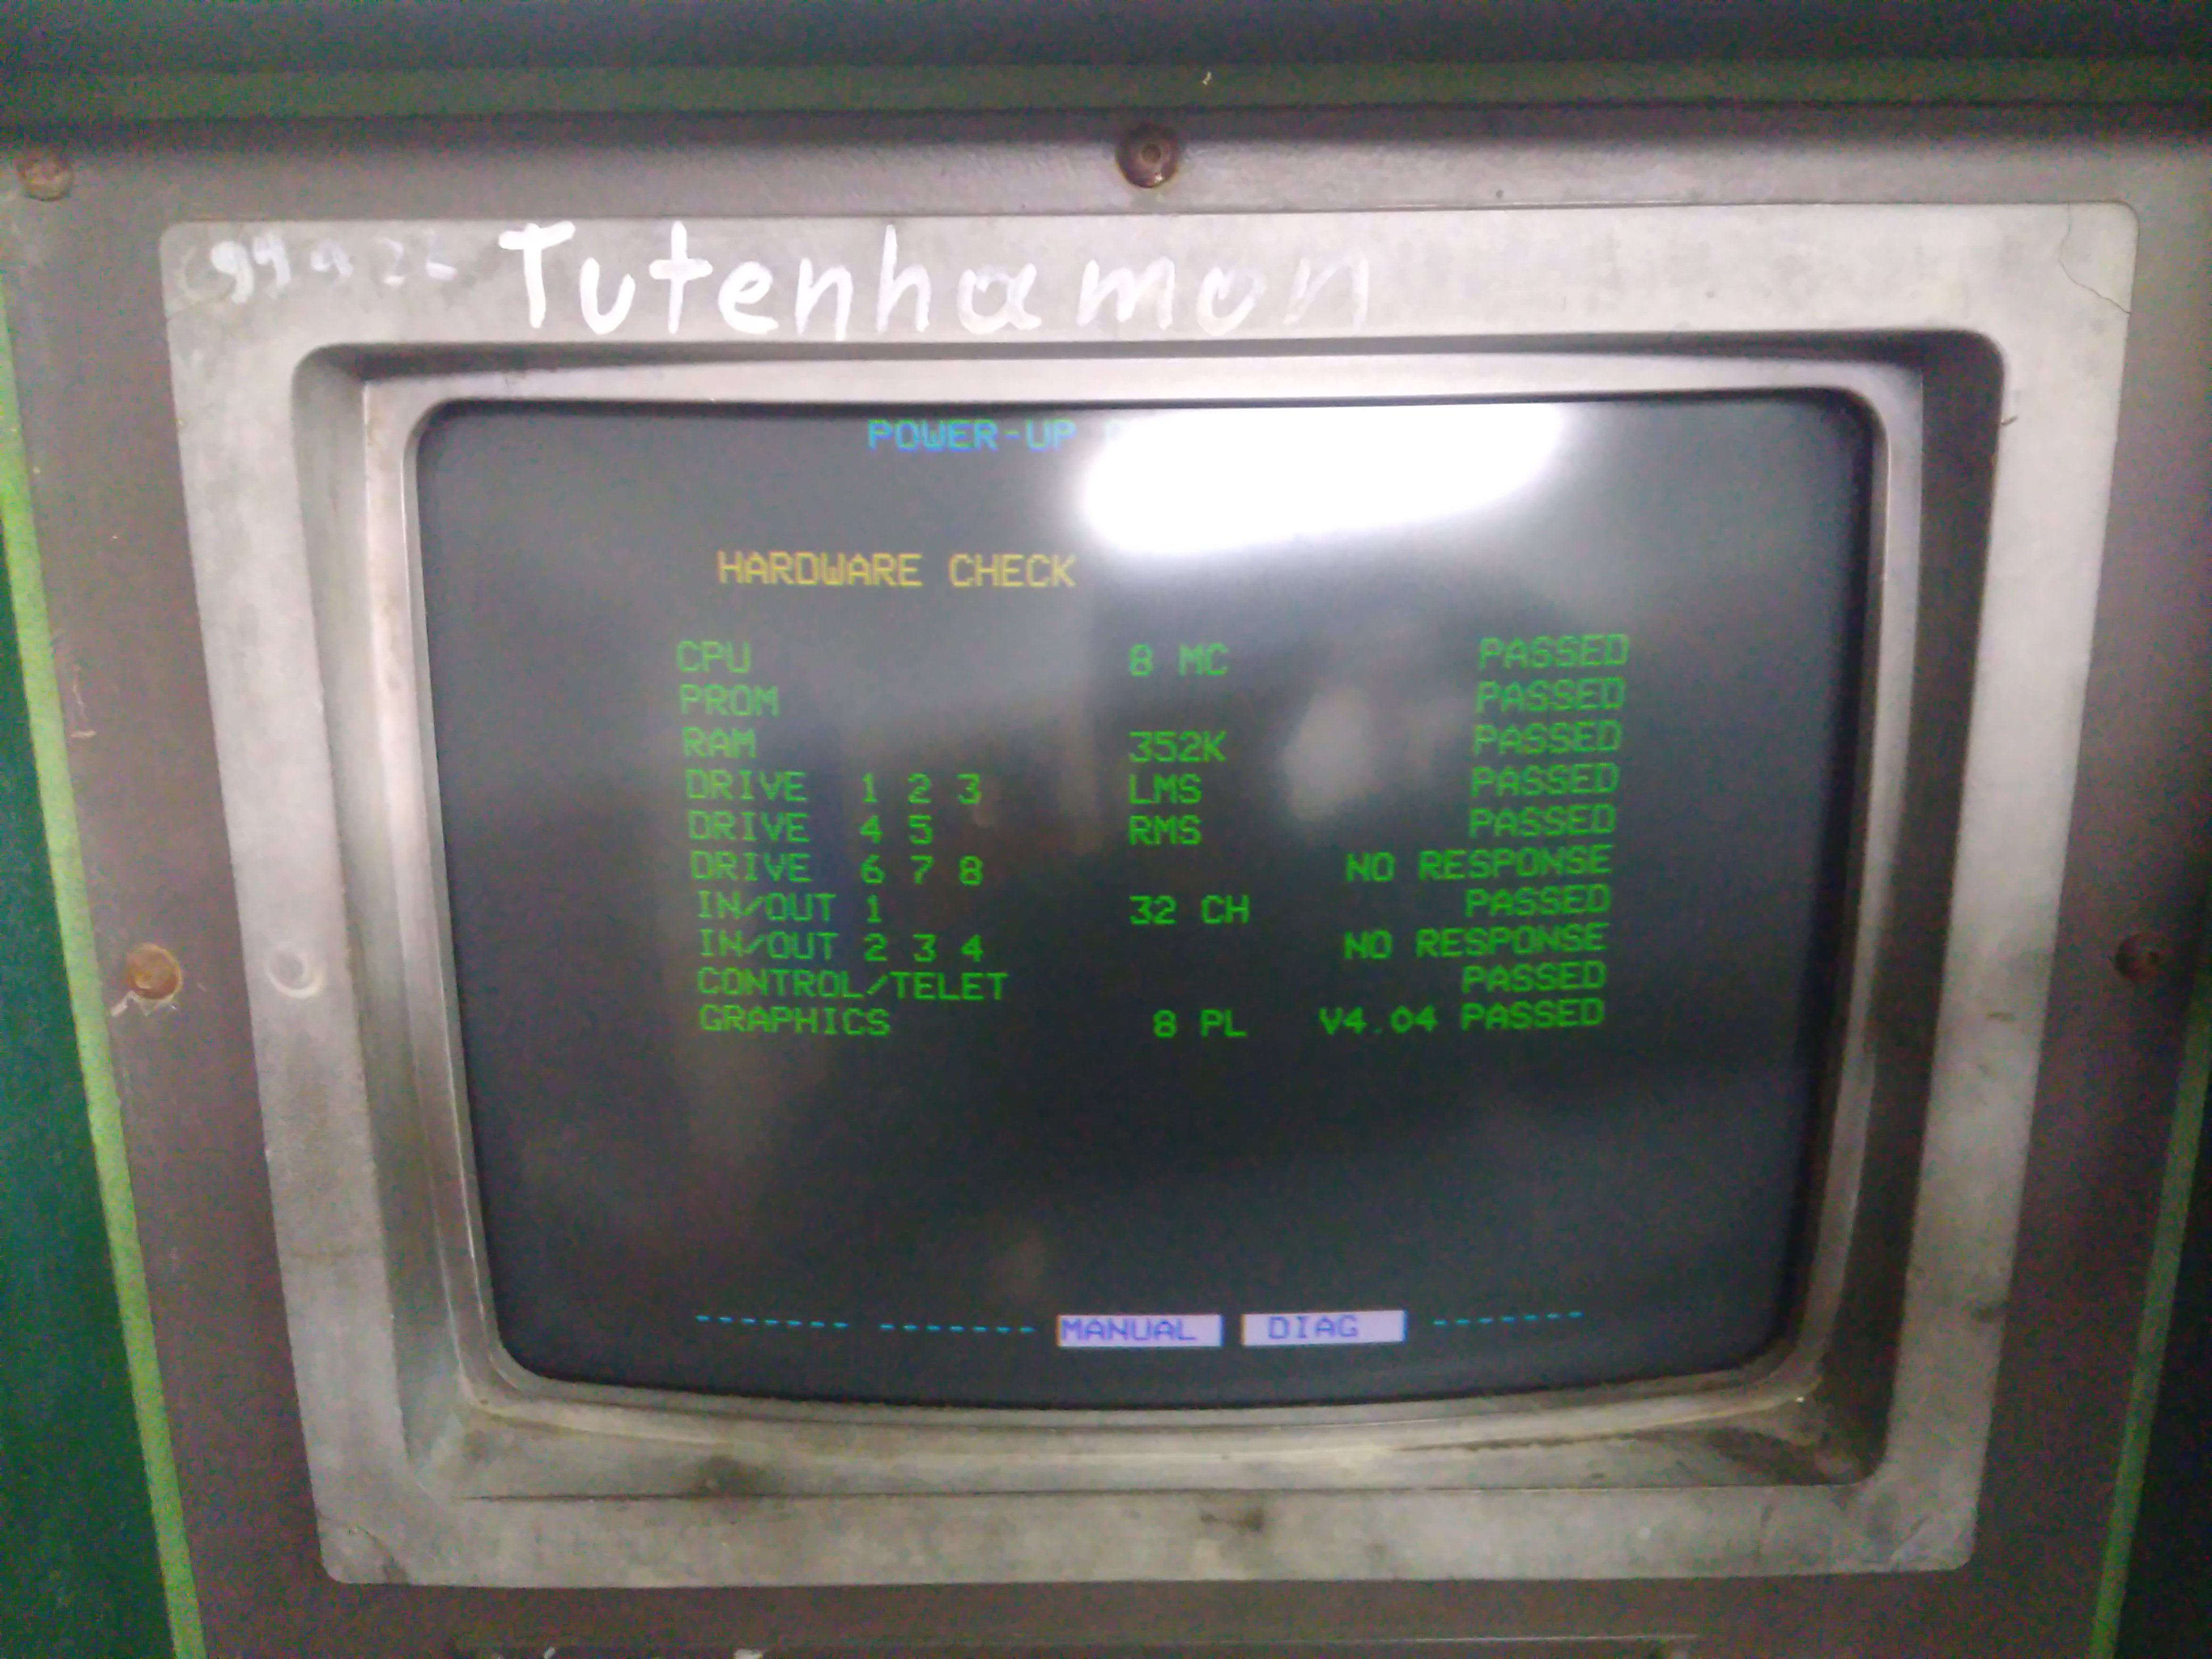 Tutenhamon
POWER-UP
HARDWARE CHECK
CPU 8 MC PASSED
PROM PASSED
RAM 352K PASSED
DRIVE 1 2 3 LMS PASSED
DRIVE 4 5 RMS PASSED
DRIVE 6 7 8 NO RESPONSE
IN/OUT 1 32 CH PASSED
IN/OUT 2 3 4 NO RESPONSE
CONTROL/TELET PASSED
GRAPHICS 8 PL V4.04 PASSED
------- ------- MANUAL DIAG -------